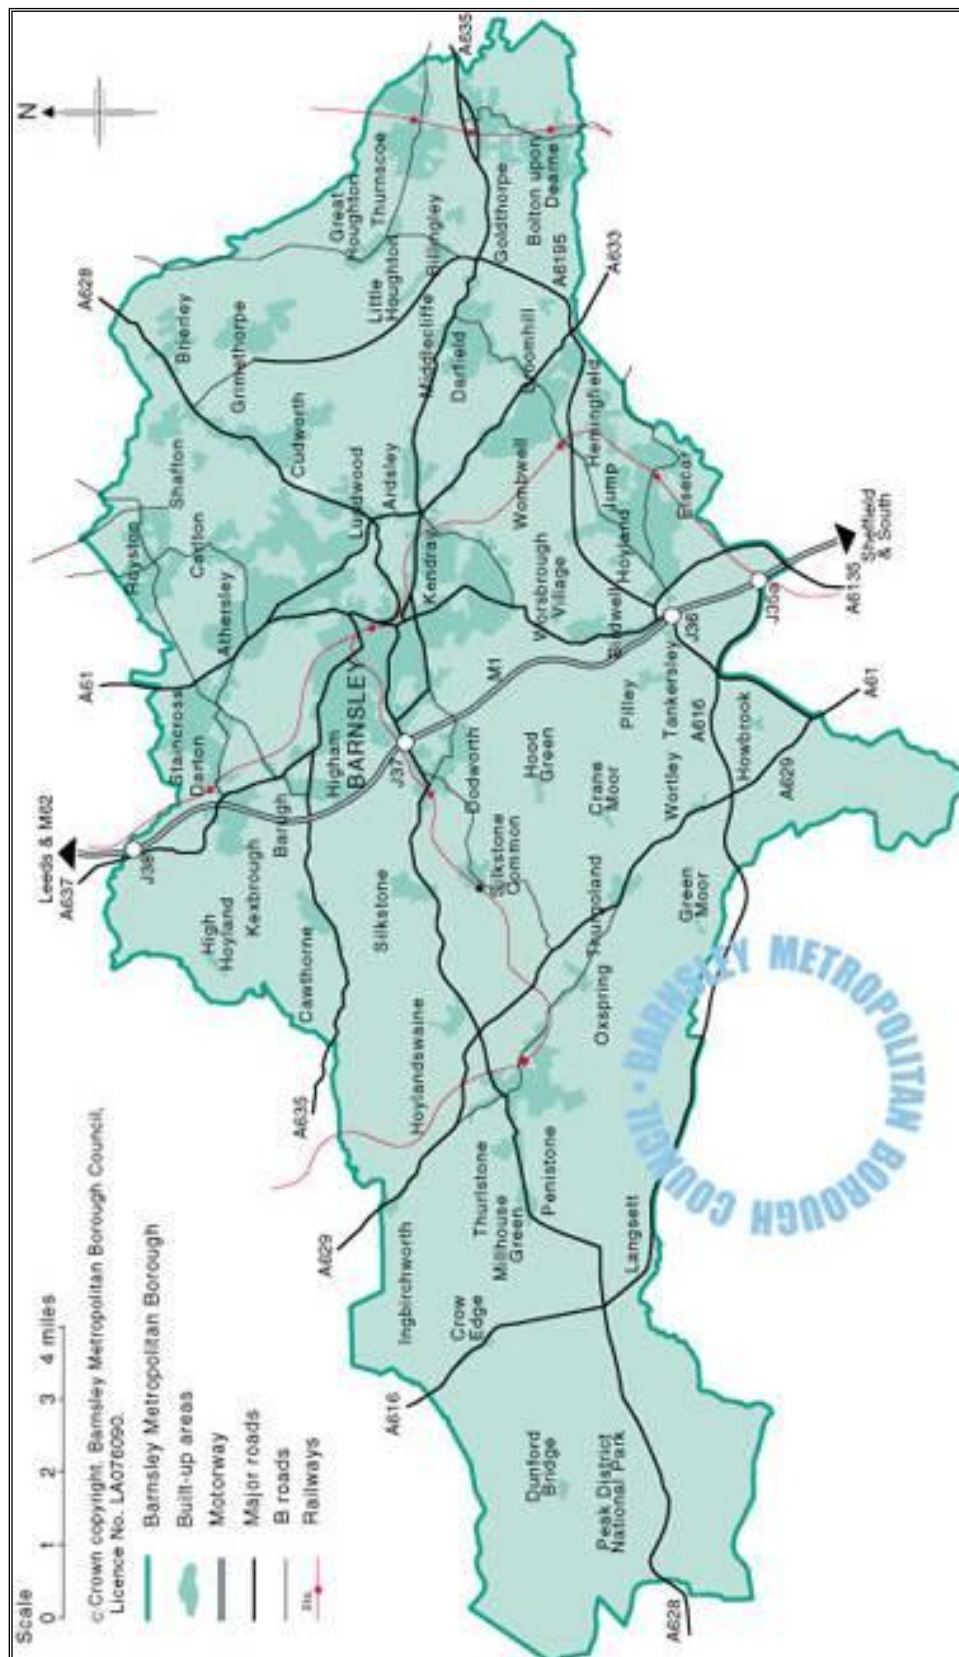 Scale
0 1 2 3 4 miles
© Crown copyright. Barnsley Metropolitan Borough Council,
Licence No. LA076090.
Barnsley Metropolitan Borough
Built-up areas
Motorway
Major roads
B roads
Sta.
Railways
N
Leeds & M62
A637
J38
A61
A628
A635
A629
A616
A628
A635
A633
A6195
A61
A629
A616
A6135
J37
J36
J35a
M1
Sheffield
& South
High
Hoyland
Kexbrough
Darton
Staincross
Royston
Carlton
Athersley
Shafton
Brierley
Grimethorpe
Cudworth
Great
Houghton
Thurnscoe
Little
Houghton
Billingley
Goldthorpe
Bolton upon
Dearne
Middlecliffe
Darfield
Broomhill
Lundwood
Ardsley
Kendray
Wombwell
Hemingfield
Jump
Hoyland
Elsecar
Worsbrough
Village
Birdwell
BARNSLEY
Higham
Barugh
Cawthorne
Silkstone
Dodworth
Silkstone
Common
Hood
Green
Crane
Moor
Pilley
Tankersley
Wortley
Howbrook
Thurgoland
Green
Moor
Oxspring
Hoylandswaine
Ingbirchworth
Thurlstone
Millhouse
Green
Penistone
Crow
Edge
Langsett
Dunford
Bridge
Peak District
National Park
BARNSLEY METROPOLITAN BOROUGH COUNCIL •